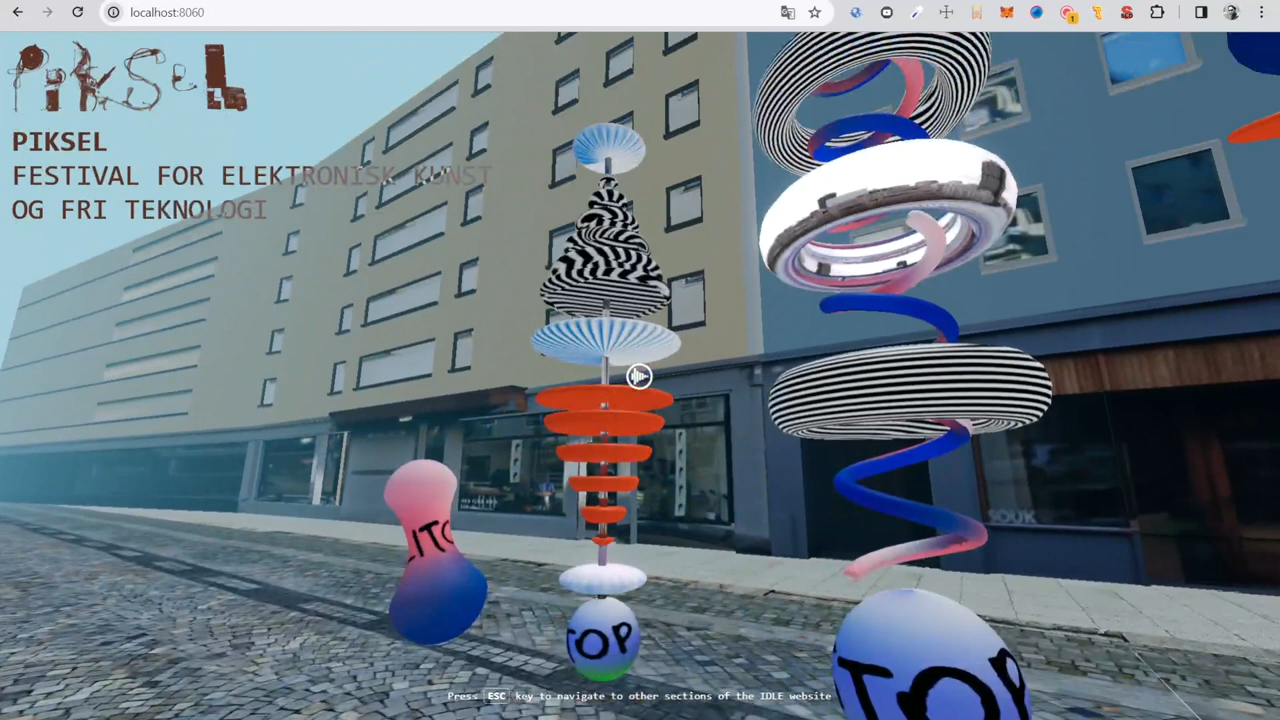 localhost:8060
PIKSEL
PIKSEL
FESTIVAL FOR ELEKTRONISK KUNST
OG FRI TEKNOLOGI
TOP
TOP
SOUK
Press ESC key to navigate to other sections of the IDLE website